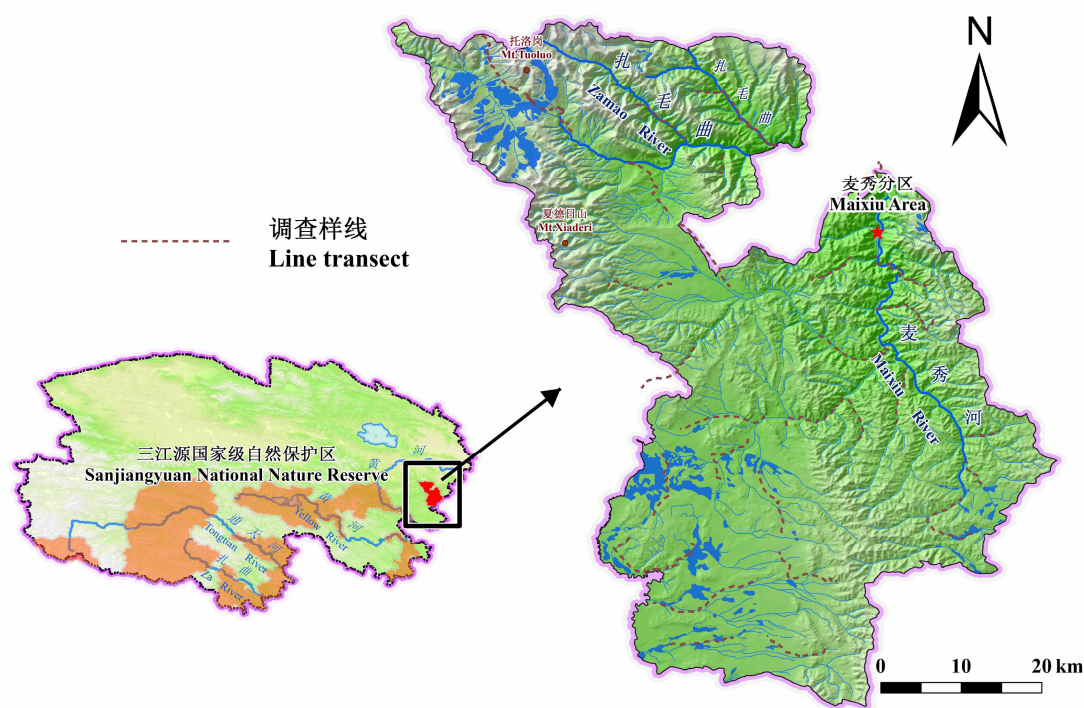 N
托洛岗
Mt.Tuoluo
扎毛曲
Zamao River
扎毛曲
麦秀分区
Maixiu Area
夏德日山
Mt.Xiaderi
调查样线
Line transect
麦秀河
Maixiu River
三江源国家级自然保护区
Sanjiangyuan National Nature Reserve
黄河
黄河
Yellow River
通天河
Tongtian River
扎曲
Za River
0 10 20 km